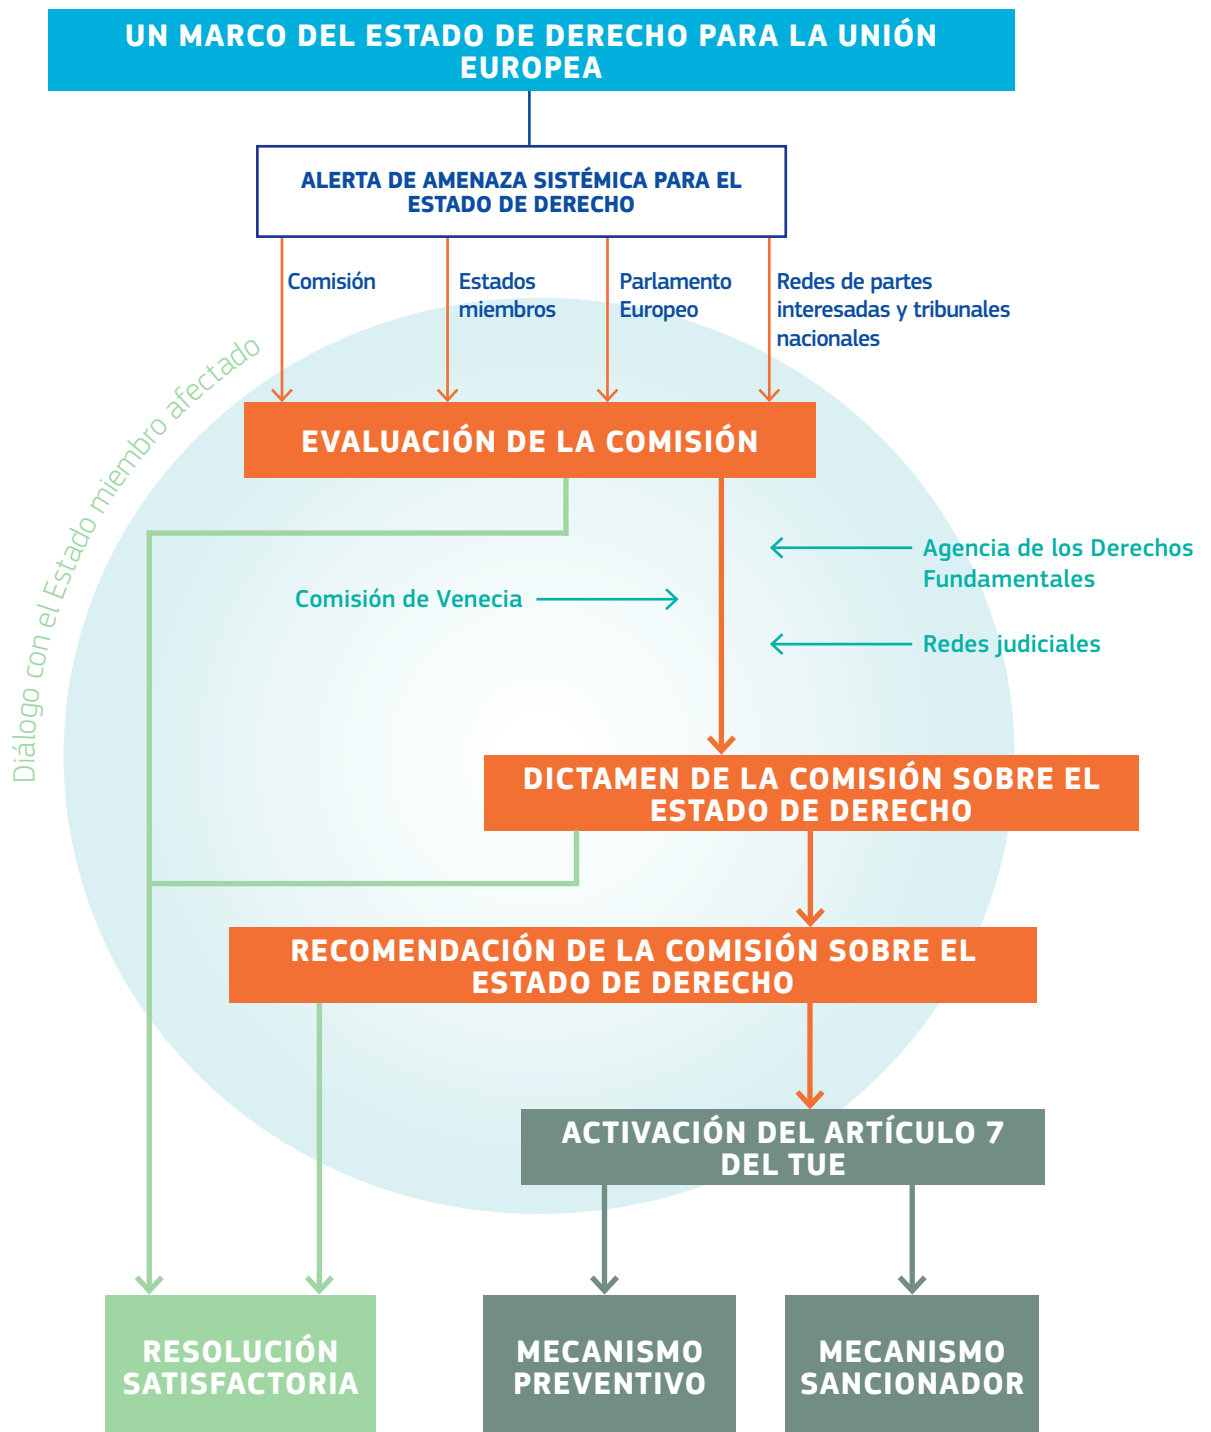 UN MARCO DEL ESTADO DE DERECHO PARA LA UNIÓN
EUROPEA
ALERTA DE AMENAZA SISTÉMICA PARA EL
ESTADO DE DERECHO
Comisión
Estados
miembros
Parlamento
Europeo
Redes de partes
interesadas y tribunales
nacionales
Diálogo con el Estado miembro afectado
EVALUACIÓN DE LA COMISIÓN
Agencia de los Derechos
Fundamentales
Comisión de Venecia
Redes judiciales
DICTAMEN DE LA COMISIÓN SOBRE EL
ESTADO DE DERECHO
RECOMENDACIÓN DE LA COMISIÓN SOBRE EL
ESTADO DE DERECHO
ACTIVACIÓN DEL ARTÍCULO 7
DEL TUE
RESOLUCIÓN
SATISFACTORIA
MECANISMO
PREVENTIVO
MECANISMO
SANCIONADOR